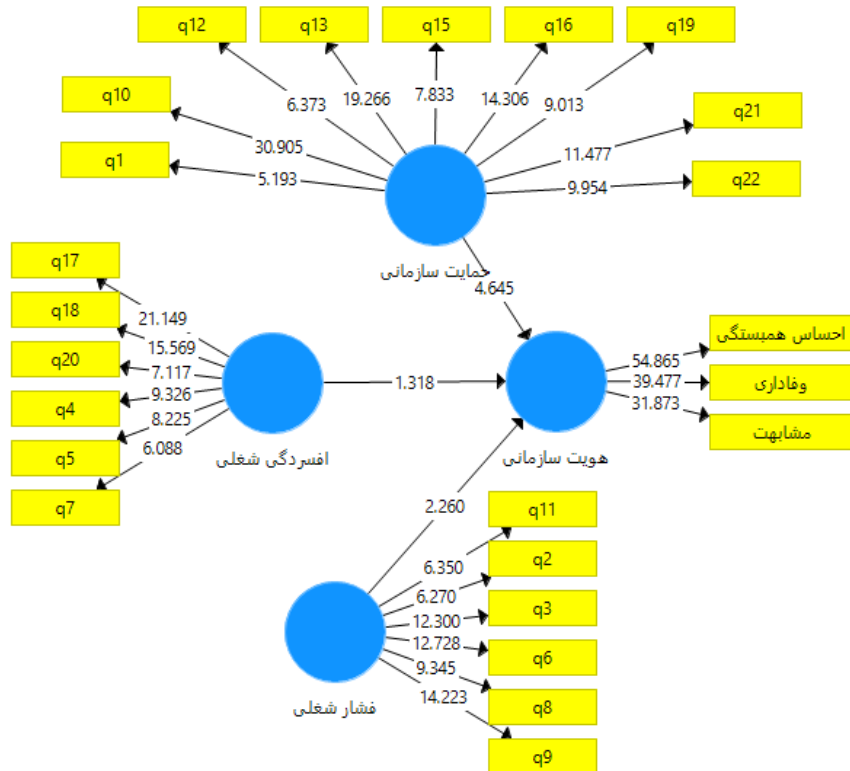 q12
q13
q15
q16
q19
q10
q21
q1
q22
6.373
19.266
7.833
14.306
9.013
30.905
11.477
5.193
9.954
حمایت سازمانی
4.645
q17
q18
q20
q4
q5
q7
21.149
15.569
7.117
9.326
8.225
6.088
افسردگی شغلی
1.318
احساس همبستگی
وفاداری
مشابهت
54.865
39.477
31.873
هویت سازمانی
2.260
q11
q2
q3
q6
q8
q9
6.350
6.270
12.300
12.728
9.345
14.223
فشار شغلی